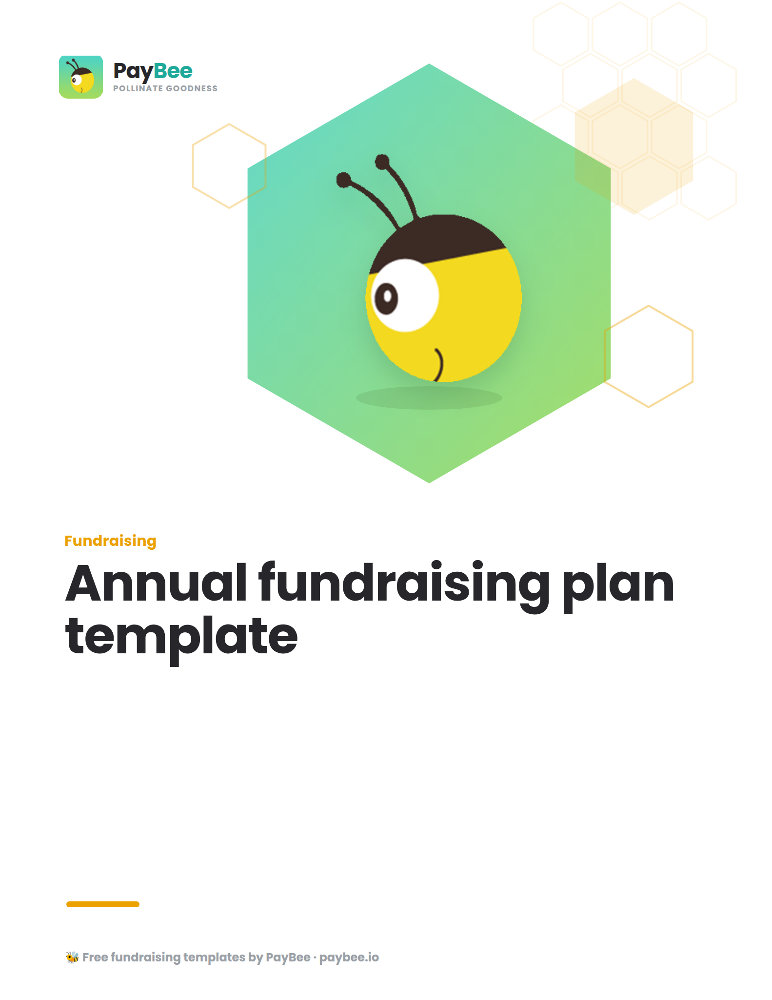 PayBee
POLLINATE GOODNESS
Fundraising
Annual fundraising plan
template
🐝 Free fundraising templates by PayBee · paybee.io